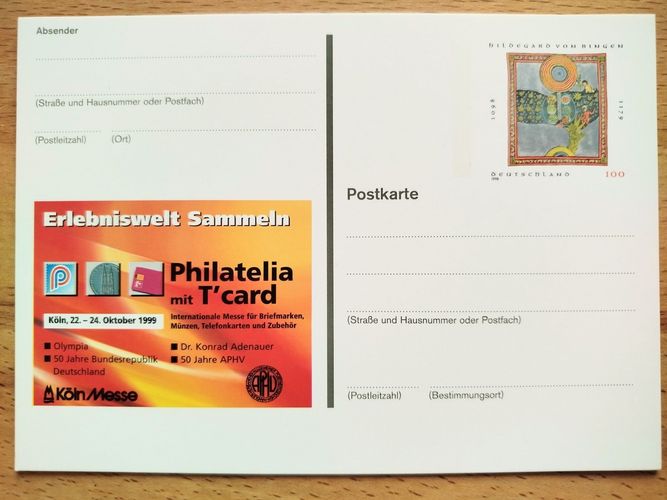 Absender
(Straße und Hausnummer oder Postfach)
(Postleitzahl) (Ort)
HILDEGARD VON BINGEN
1098
1179
DEUTSCHLAND 100
1998
Postkarte
(Straße und Hausnummer oder Postfach)
(Postleitzahl) (Bestimmungsort)
Erlebniswelt Sammeln
Philatelia
mit T'card
Köln, 22. – 24. Oktober 1999
Internationale Messe für Briefmarken,
Münzen, Telefonkarten und Zubehör
■ Olympia
■ 50 Jahre Bundesrepublik
Deutschland
■ Dr. Konrad Adenauer
■ 50 Jahre APHV
KölnMesse
APHV